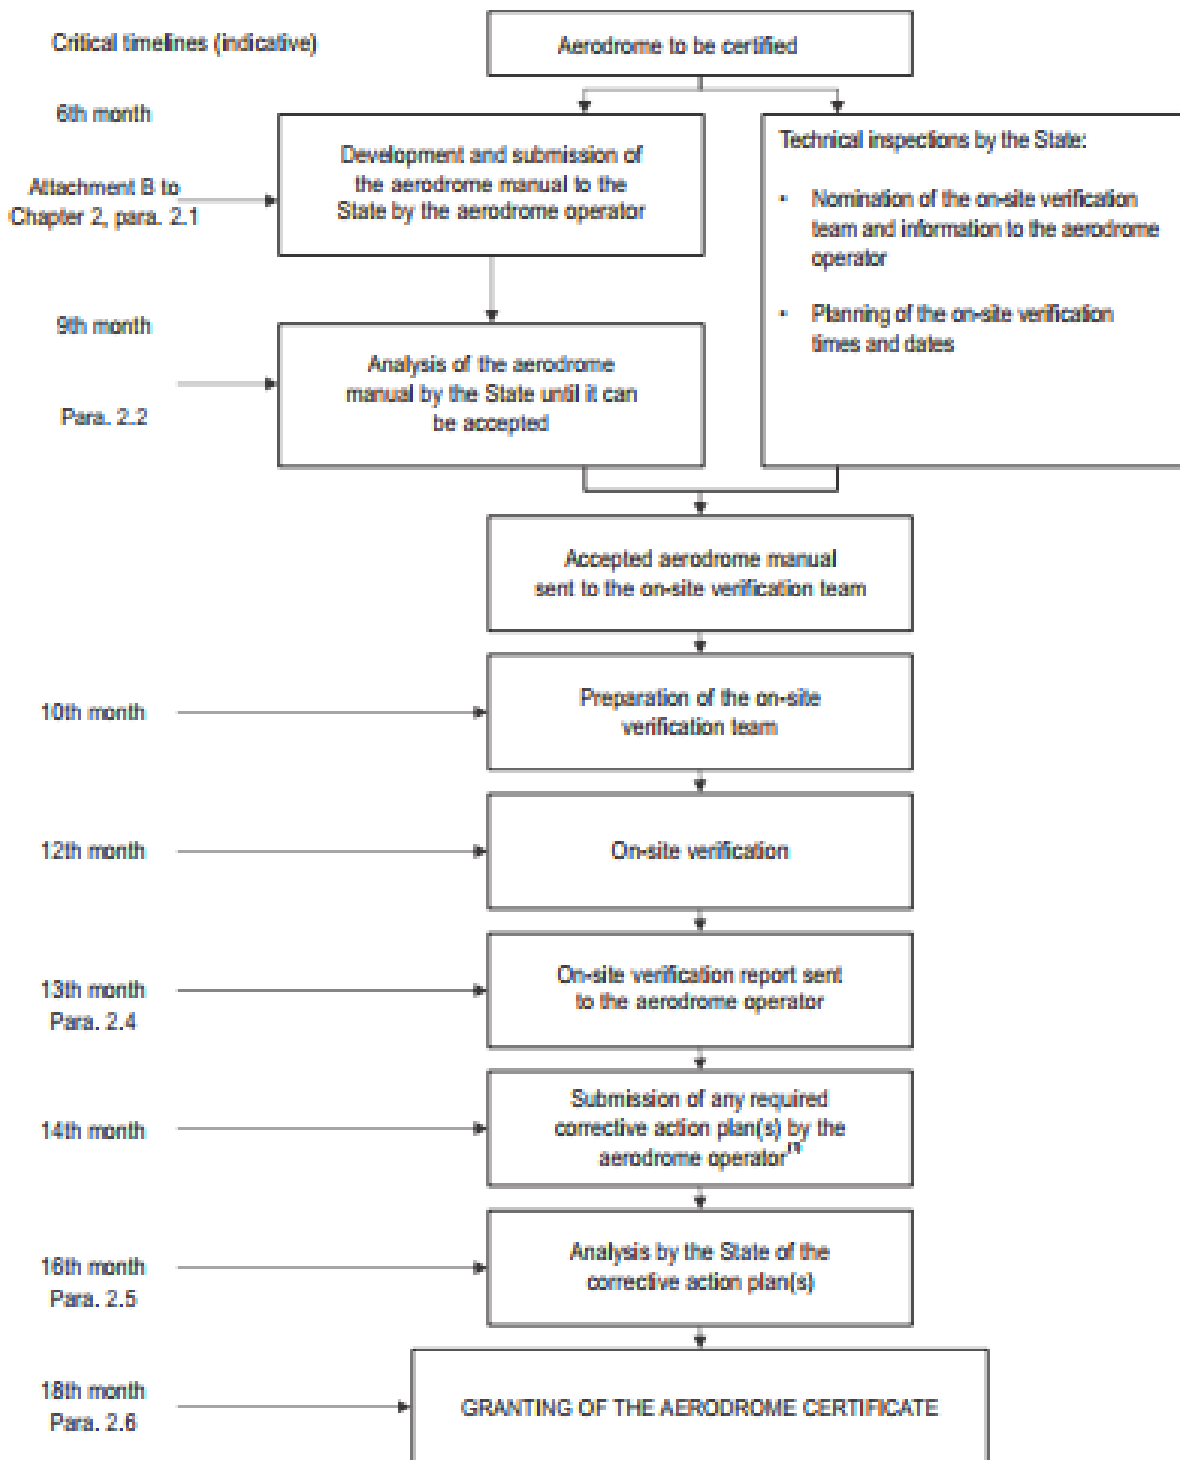 Critical timelines (indicative)
Aerodrome to be certified
6th month
Attachment B to
Chapter 2, para. 2.1
Development and submission of
the aerodrome manual to the
State by the aerodrome operator
Technical inspections by the State:
• Nomination of the on-site verification
team and information to the aerodrome
operator
• Planning of the on-site verification
times and dates
9th month
Para. 2.2
Analysis of the aerodrome
manual by the State until it can
be accepted
Accepted aerodrome manual
sent to the on-site verification team
10th month
Preparation of the on-site
verification team
12th month
On-site verification
13th month
Para. 2.4
On-site verification report sent
to the aerodrome operator
14th month
Submission of any required
corrective action plan(s) by the
aerodrome operator
16th month
Para. 2.5
Analysis by the State of the
corrective action plan(s)
18th month
Para. 2.6
GRANTING OF THE AERODROME CERTIFICATE